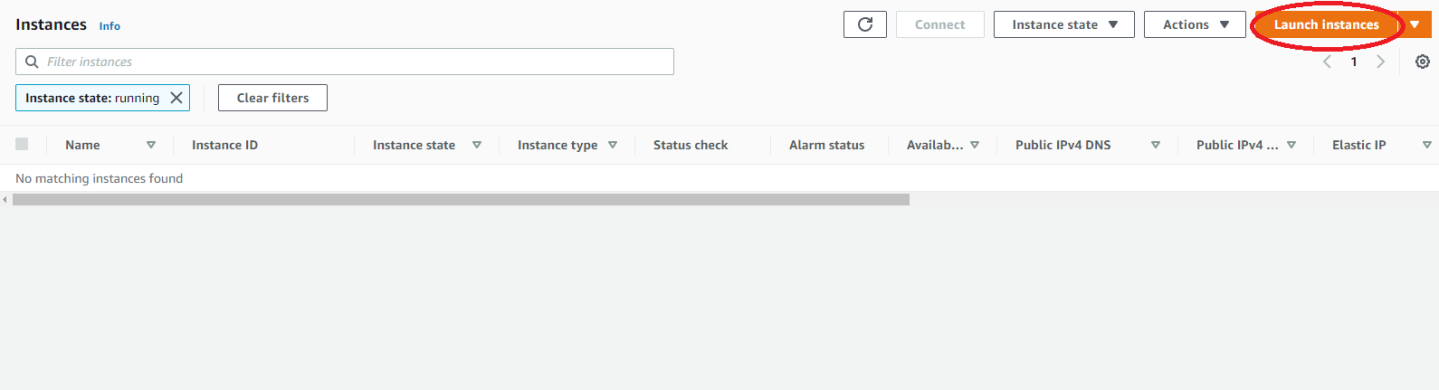 Instances Info
Connect Instance state Actions Launch instances
Filter instances
1
Instance state: running Clear filters
Name Instance ID Instance state Instance type Status check Alarm status Availab... Public IPv4 DNS Public IPv4 ... Elastic IP
No matching instances found